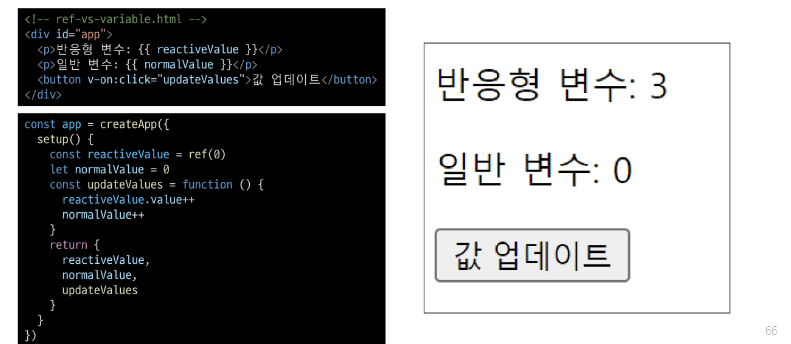 <!-- ref-vs-variable.html -->
<div id="app">
  <p>반응형 변수: {{ reactiveValue }}</p>
  <p>일반 변수: {{ normalValue }}</p>
  <button v-on:click="updateValues">값 업데이트</button>
</div>
const app = createApp({
  setup() {
    const reactiveValue = ref(0)
    let normalValue = 0
    const updateValues = function () {
      reactiveValue.value++
      normalValue++
    }
    return {
      reactiveValue,
      normalValue,
      updateValues
    }
  }
})
반응형 변수: 3
일반 변수: 0
값 업데이트
66